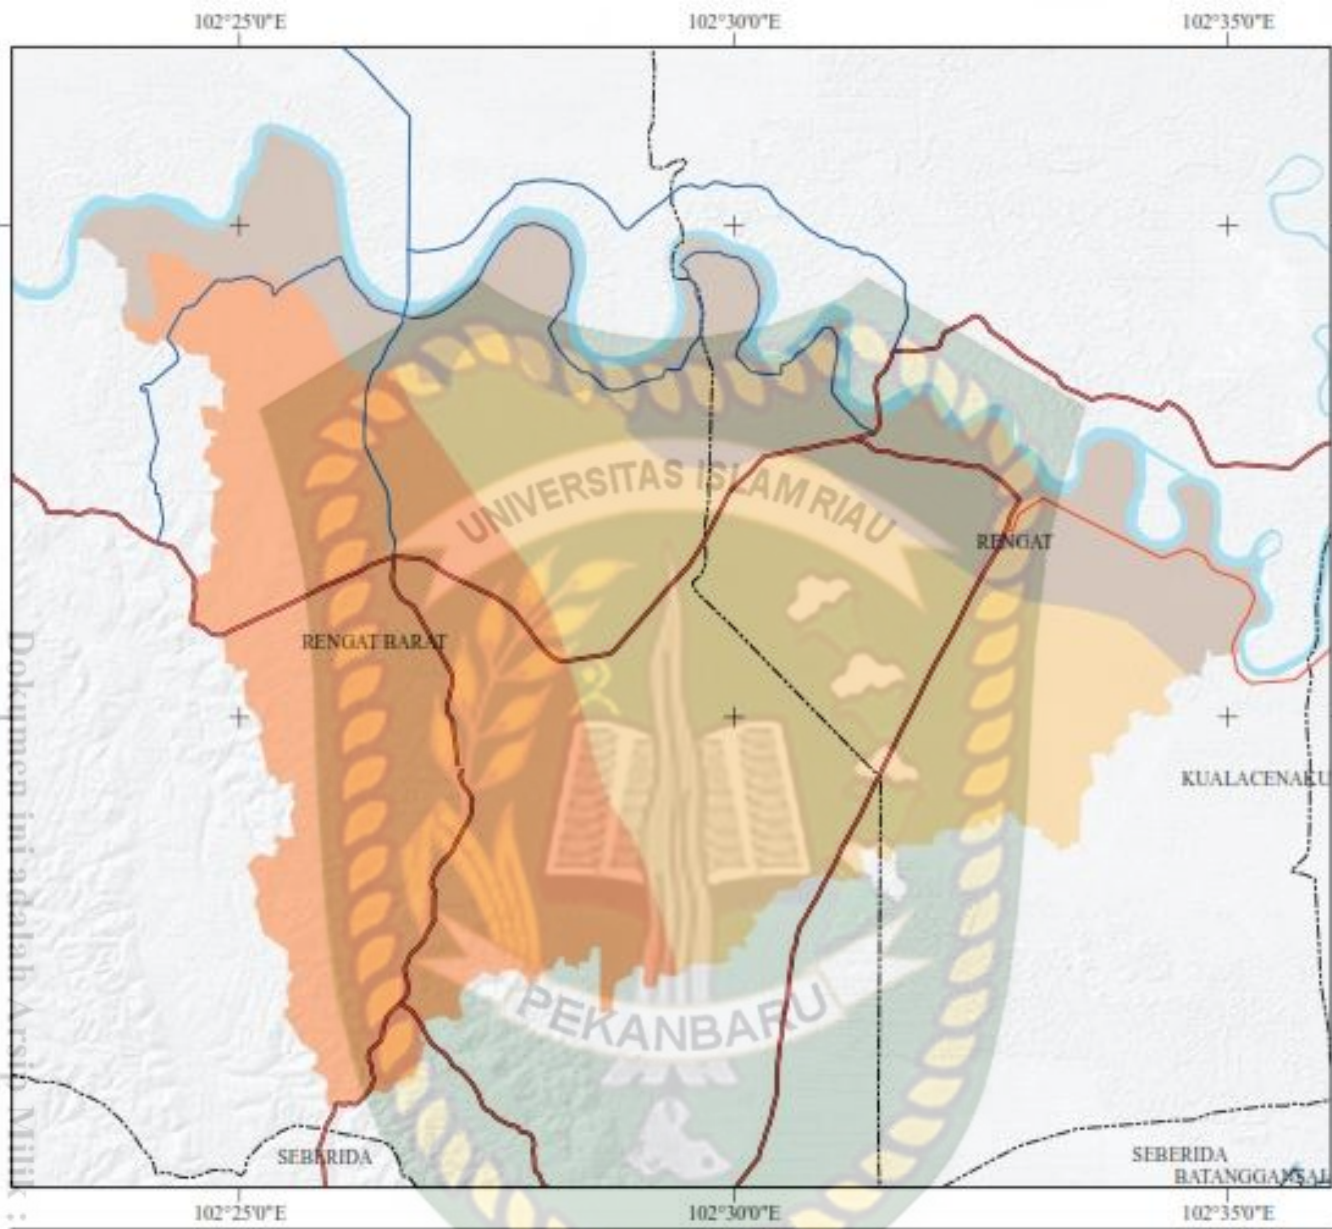 102°25'0"E 102°30'0"E 102°35'0"E
UNIVERSITAS ISLAM RIAU
RENGAT
RENGAT BARAT
KUALACENAKU
PEKANBARU
SEBERIDA
SEBERIDA
BATANGGANSAL
102°25'0"E 102°30'0"E 102°35'0"E
Dokumen ini adalah Arsip Milik :